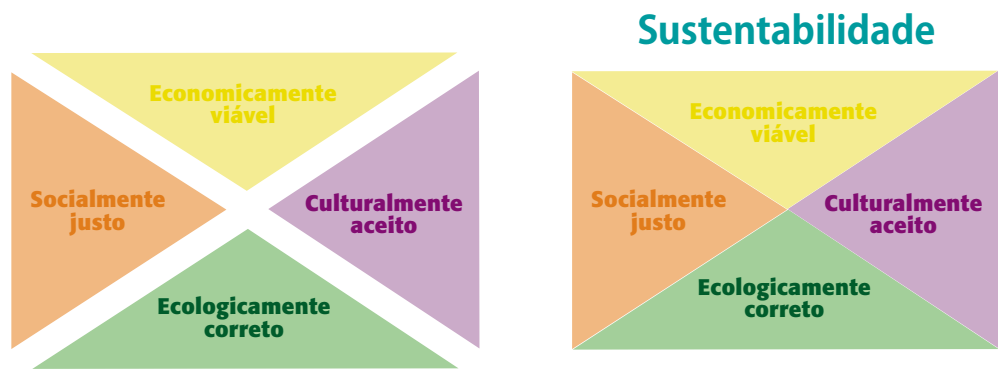 Sustentabilidade
Economicamente
viável
Socialmente
justo
Culturalmente
aceito
Ecologicamente
correto
Economicamente
viável
Socialmente
justo
Culturalmente
aceito
Ecologicamente
correto